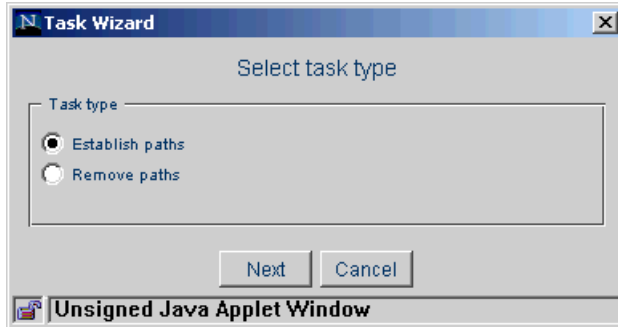 N Task Wizard
Select task type
Task type
Establish paths
Remove paths
Next Cancel
Unsigned Java Applet Window